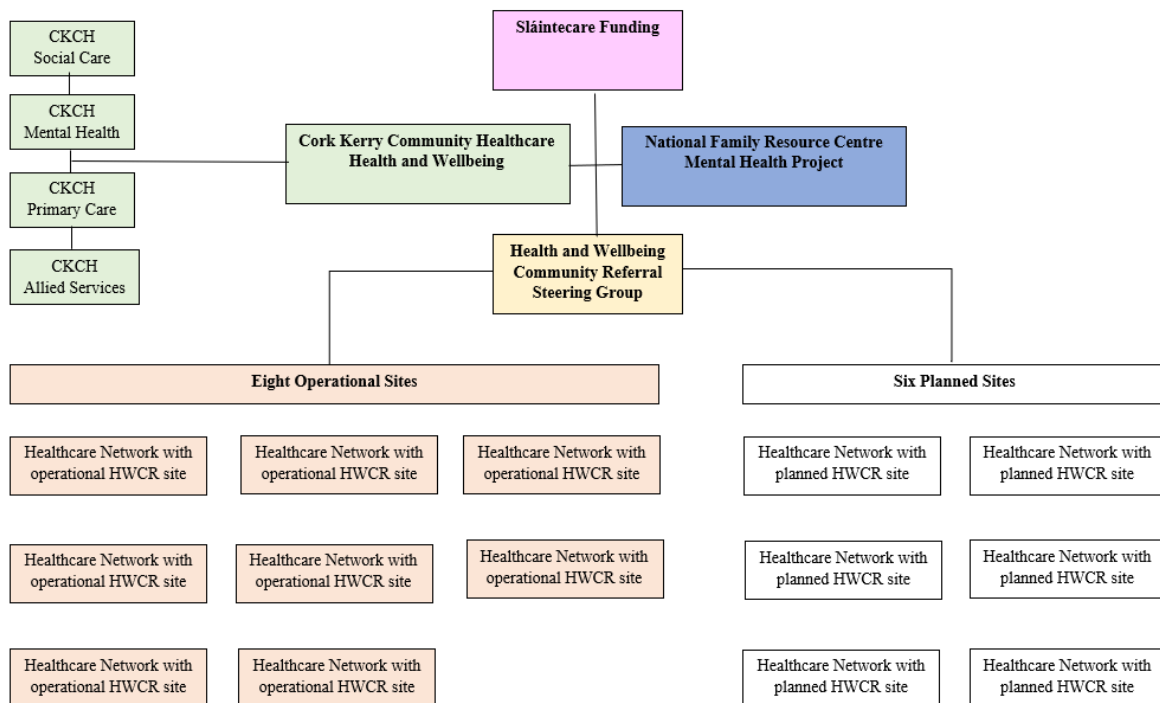 CKCH
Social Care
Sláintecare Funding
CKCH
Mental Health
Cork Kerry Community Healthcare
Health and Wellbeing
National Family Resource Centre
Mental Health Project
CKCH
Primary Care
CKCH
Allied Services
Health and Wellbeing
Community Referral
Steering Group
Eight Operational Sites
Six Planned Sites
Healthcare Network with
operational HWCR site
Healthcare Network with
operational HWCR site
Healthcare Network with
operational HWCR site
Healthcare Network with
planned HWCR site
Healthcare Network with
planned HWCR site
Healthcare Network with
operational HWCR site
Healthcare Network with
operational HWCR site
Healthcare Network with
operational HWCR site
Healthcare Network with
planned HWCR site
Healthcare Network with
planned HWCR site
Healthcare Network with
operational HWCR site
Healthcare Network with
operational HWCR site
Healthcare Network with
planned HWCR site
Healthcare Network with
planned HWCR site